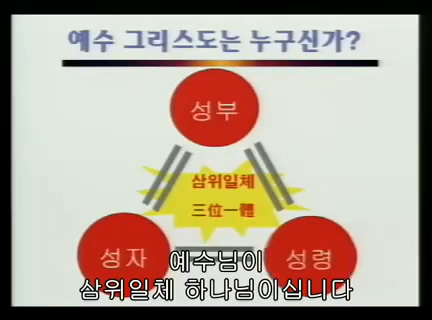 예수 그리스도는 누구신가?
성부
삼위일체
三位一體
성자
성령
예수님이
삼위일체 하나님이십니다